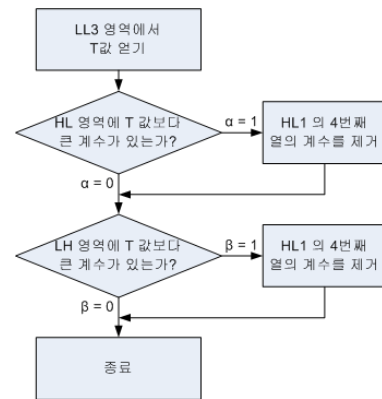 LL3 영역에서
T값 얻기
HL 영역에 T 값보다
큰 계수가 있는가?
α = 1
HL1 의 4번째
열의 계수를 제거
α = 0
LH 영역에 T 값보다
큰 계수가 있는가?
β = 1
HL1 의 4번째
열의 계수를 제거
β = 0
종료